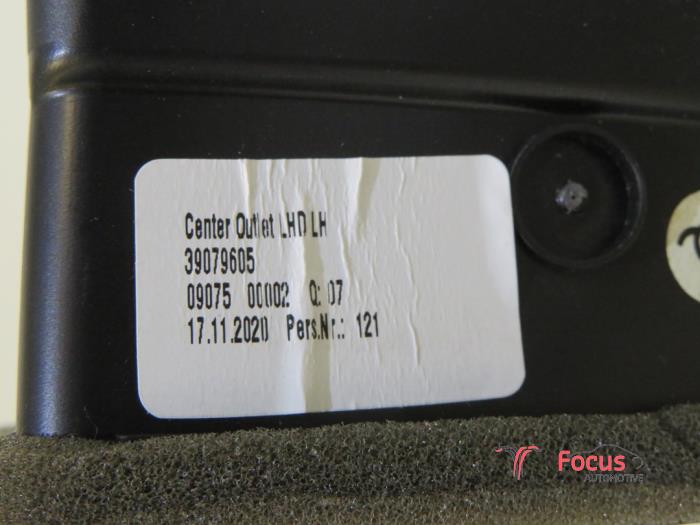 Center Outlet LHD LH
39079605
09075 00002 Q: 07
17.11.2020 Pers.Nr.: 121
Focus
AUTOMOTIVE